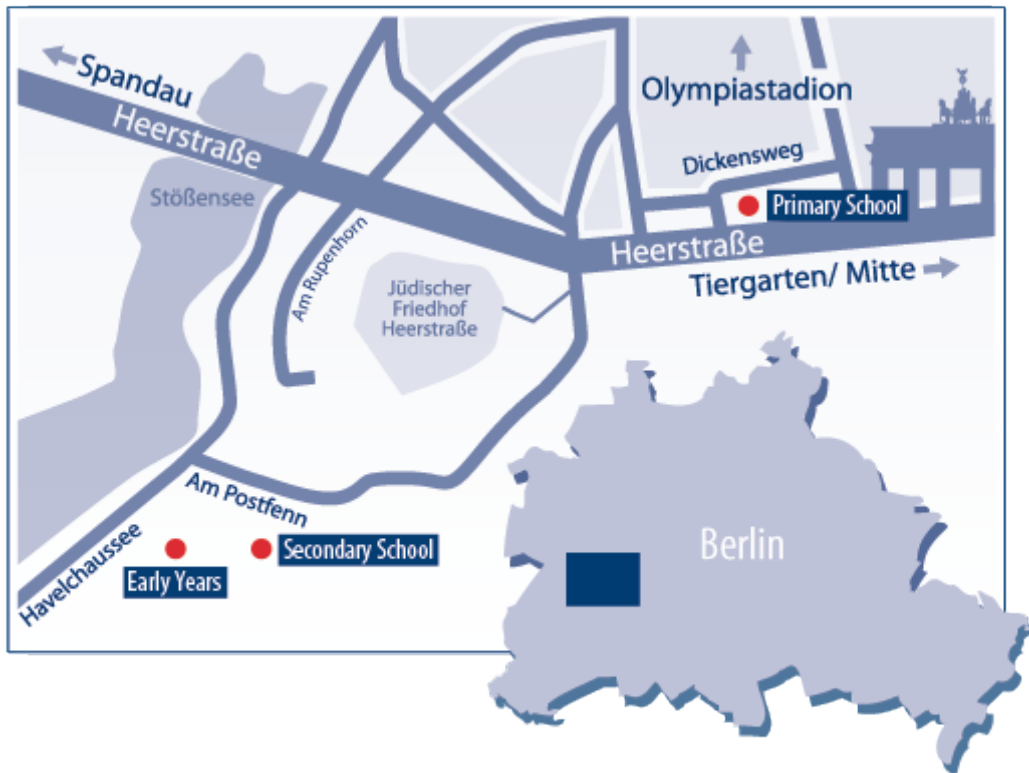 Spandau
Heerstraße
Olympiastadion
Dickensweg
Stößensee
Primary School
Am Rupenhorn
Heerstraße
Tiergarten/ Mitte
Jüdischer
Friedhof
Heerstraße
Am Postfenn
Havelchaussee
Secondary School
Early Years
Berlin